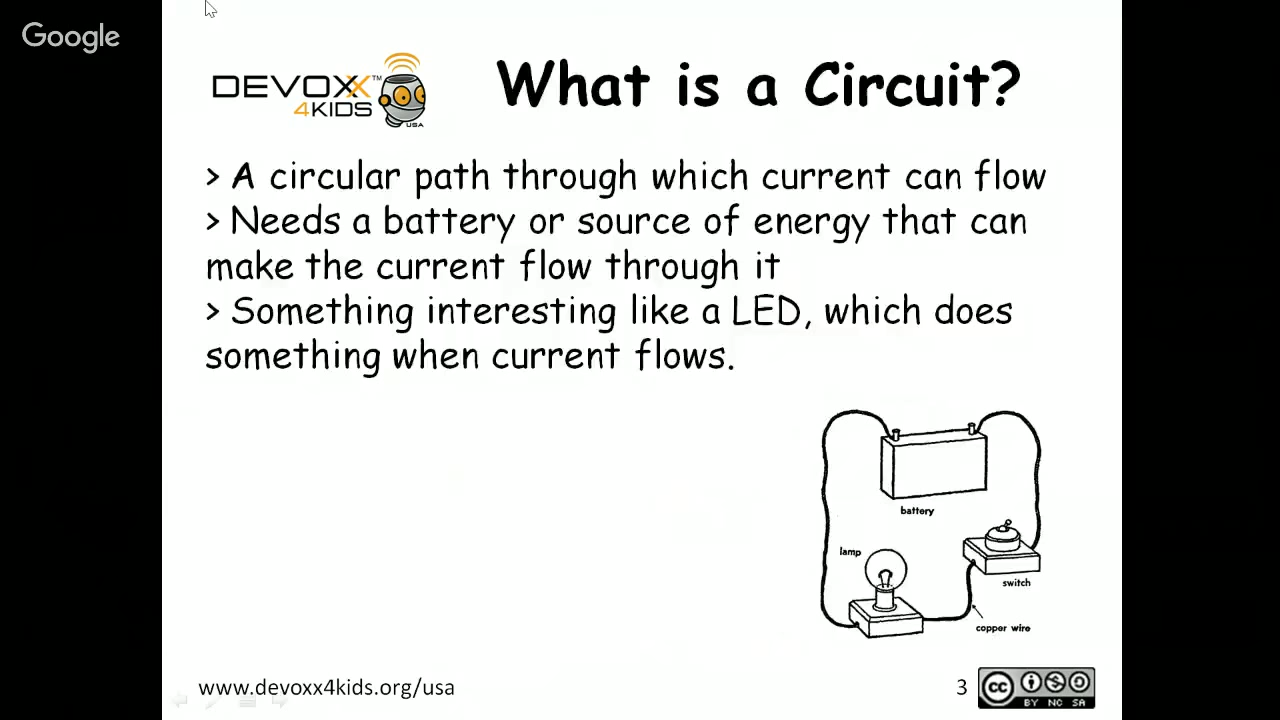 Google
DEVOXX™
4KIDS
USA
What is a Circuit?
> A circular path through which current can flow
> Needs a battery or source of energy that can
make the current flow through it
> Something interesting like a LED, which does
something when current flows.
battery
lamp
switch
copper wire
www.devoxx4kids.org/usa
3
cc
BY NC SA